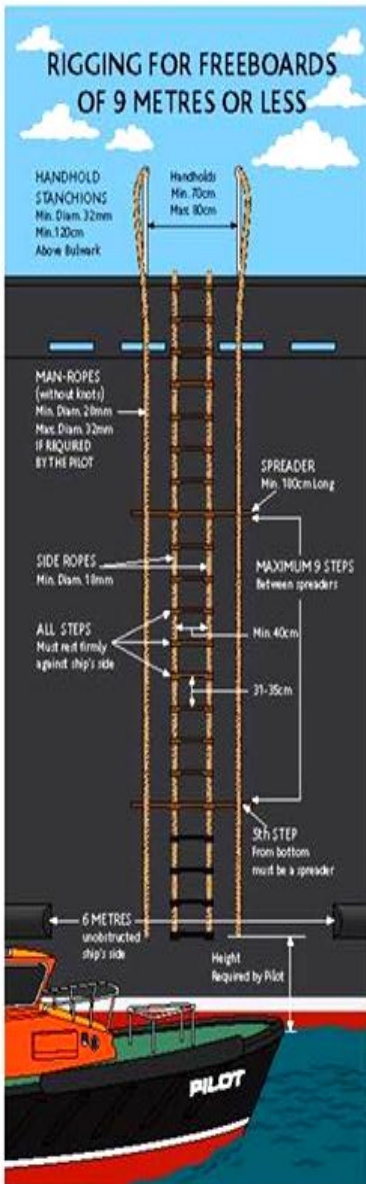 RIGGING FOR FREEBOARDS
OF 9 METRES OR LESS
HANDHOLD
STANCHIONS
Min. Diam. 32mm
Min. 120cm
Above Bulwark
Handholds
Min. 70cm
Max. 80cm
MAN-ROPES
(without knots)
Min. Diam. 28mm
Max. Diam. 32mm
IF REQUIRED
BY THE PILOT
SPREADER
Min. 180cm Long
SIDE ROPES
Min. Diam. 18mm
MAXIMUM 9 STEPS
Between spreaders
ALL STEPS
Must rest firmly
against ship's side
Min. 40cm
31-35cm
5th STEP
From bottom
must be a spreader
6 METRES
unobstructed
ship's side
Height
Required by Pilot
PILOT